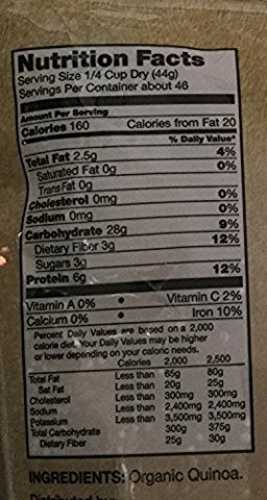 Nutrition Facts
Serving Size 1/4 Cup Dry (44g)
Servings Per Container about 46
Amount Per Serving
Calories 160 Calories from Fat 20
% Daily Value*
Total Fat 2.5g 4%
Saturated Fat 0g 0%
Trans Fat 0g
Cholesterol 0mg 0%
Sodium 0mg 0%
Carbohydrate 28g 9%
Dietary Fiber 3g 12%
Sugars 3g
Protein 6g 12%
Vitamin A 0% • Vitamin C 2%
Calcium 0% • Iron 10%
Percent Daily Values are based on a 2,000
calorie diet. Your Daily Values may be higher
or lower depending on your caloric needs.
Calories 2,000 2,500
Total Fat Less than 65g 80g
Sat Fat Less than 20g 25g
Cholesterol Less than 300mg 300mg
Sodium Less than 2,400mg 2,400mg
Potassium Less than 3,500mg 3,500mg
Total Carbohydrate 300g 375g
Dietary Fiber 25g 30g
INGREDIENTS: Organic Quinoa.